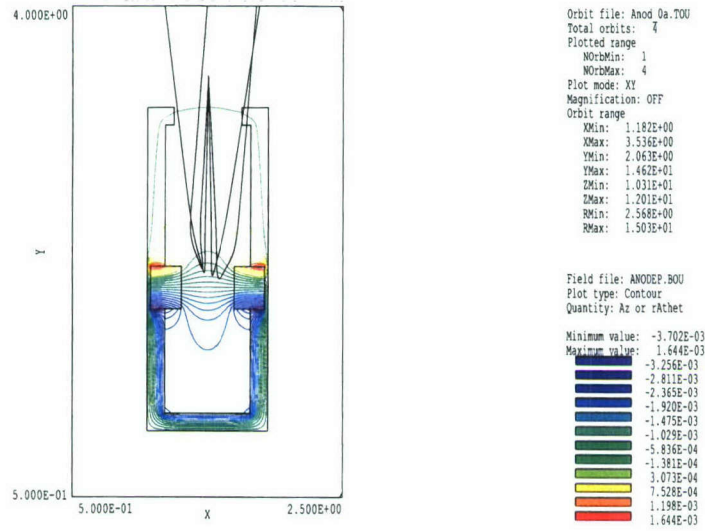 4.000E+00
Y
5.000E-01
5.000E-01
X
2.500E+00
Orbit file: Anod_0a.TOU
Total orbits: 4
Plotted range
NOrbMin: 1
NOrbMax: 4
Plot mode: XY
Magnification: OFF
Orbit range
XMin: 1.182E+00
XMax: 3.536E+00
YMin: 2.063E+00
YMax: 1.462E+01
ZMin: 1.031E+01
ZMax: 1.201E+01
RMin: 2.568E+00
RMax: 1.503E+01
Field file: ANODEP.BOU
Plot type: Contour
Quantity: Az or rAthet
Minimum value: -3.702E-03
Maximum value: 1.644E-03
-3.256E-03
-2.811E-03
-2.365E-03
-1.920E-03
-1.475E-03
-1.029E-03
-5.836E-04
-1.381E-04
3.073E-04
7.528E-04
1.198E-03
1.644E-03